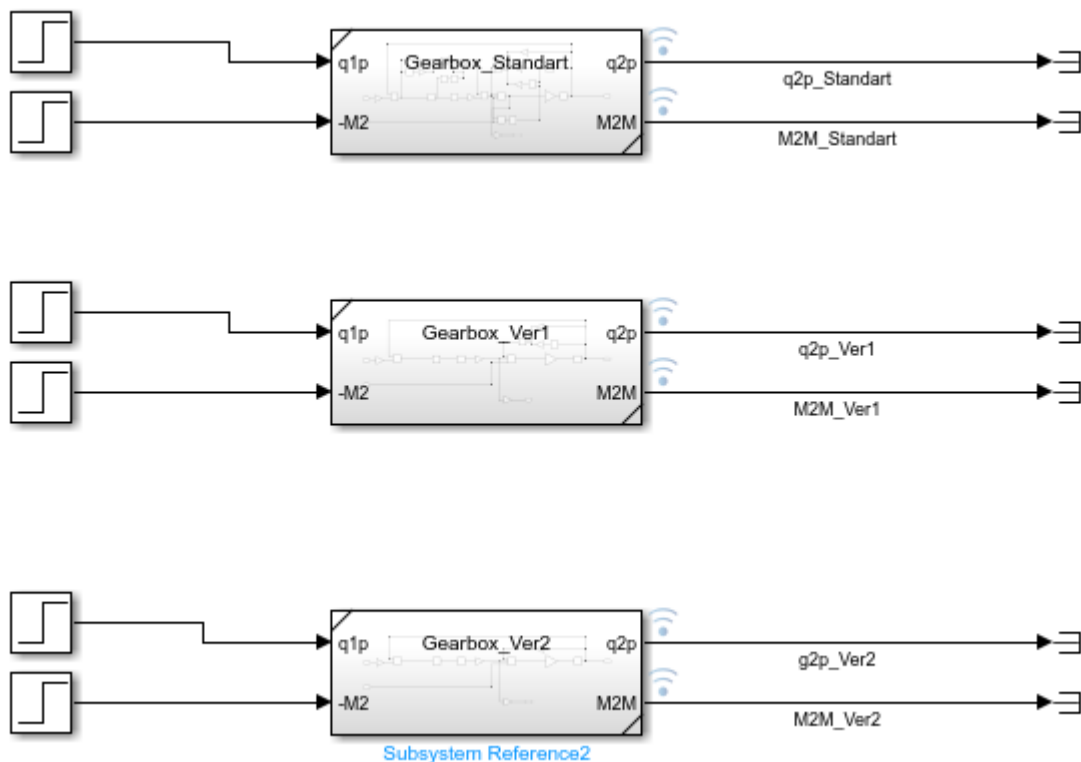 q1p Gearbox_Standart q2p
q2p_Standart
-M2 M2M
M2M_Standart
q1p Gearbox_Ver1 q2p
q2p_Ver1
-M2 M2M
M2M_Ver1
q1p Gearbox_Ver2 q2p
g2p_Ver2
-M2 M2M
M2M_Ver2
Subsystem Reference2